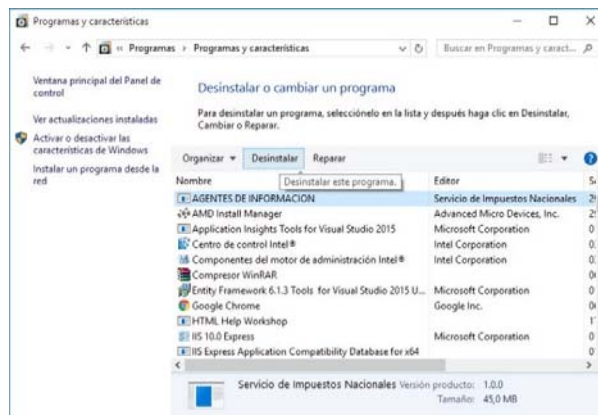 Programas y características
« Programas > Programas y características
Buscar en Programas y caract...
Ventana principal del Panel de
control
Ver actualizaciones instaladas
Activar o desactivar las
características de Windows
Instalar un programa desde la
red
Desinstalar o cambiar un programa
Para desinstalar un programa, selecciónelo en la lista y después haga clic en Desinstalar,
Cambiar o Reparar.
Organizar Desinstalar Reparar
Desinstalar este programa.
Nombre Editor
AGENTES DE INFORMACION Servicio de Impuestos Nacionales
AMD Install Manager Advanced Micro Devices, Inc.
Application Insights Tools for Visual Studio 2015 Microsoft Corporation
Centro de control Intel® Intel Corporation
Componentes del motor de administración Intel® Intel Corporation
Compresor WinRAR
Entity Framework 6.1.3 Tools for Visual Studio 2015 U... Microsoft Corporation
Google Chrome Google Inc.
HTML Help Workshop
IIS 10.0 Express Microsoft Corporation
IIS Express Application Compatibility Database for x64
Servicio de Impuestos Nacionales Versión producto: 1.0.0
Tamaño: 45,0 MB